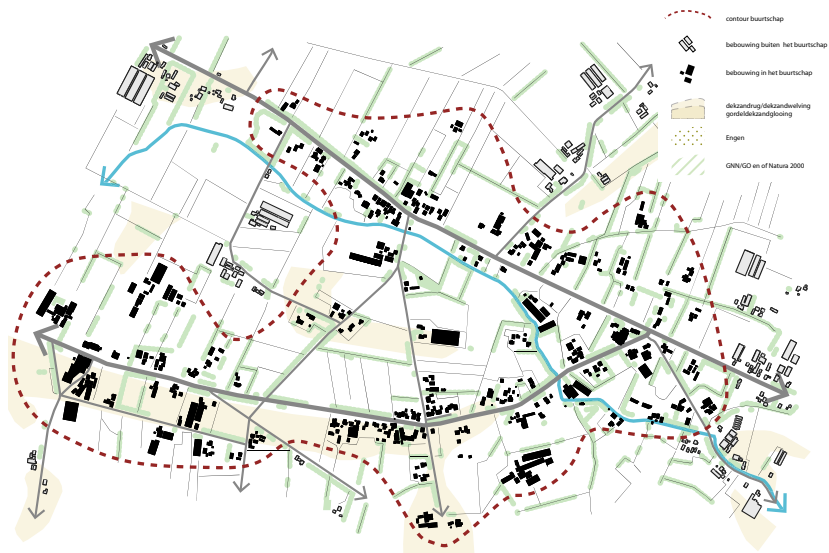 contour buurtschap
bebouwing buiten het buurtschap
bebouwing in het buurtschap
dekzandrug/dekzandwelving
gordeldekzandglooing
Engen
GNN/GO en of Natura 2000